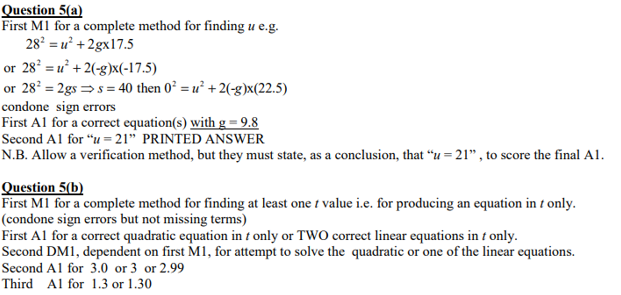 Question 5(a)
First M1 for a complete method for finding u e.g.
28² = u² + 2gx17.5
or 28² = u² + 2(-g)x(-17.5)
or 28² = 2gs ⇒ s = 40 then 0² = u² + 2(-g)x(22.5)
condone sign errors
First A1 for a correct equation(s) with g = 9.8
Second A1 for “u = 21” PRINTED ANSWER
N.B. Allow a verification method, but they must state, as a conclusion, that “u = 21” , to score the final A1.
Question 5(b)
First M1 for a complete method for finding at least one t value i.e. for producing an equation in t only.
(condone sign errors but not missing terms)
First A1 for a correct quadratic equation in t only or TWO correct linear equations in t only.
Second DM1, dependent on first M1, for attempt to solve the quadratic or one of the linear equations.
Second A1 for 3.0 or 3 or 2.99
Third A1 for 1.3 or 1.30